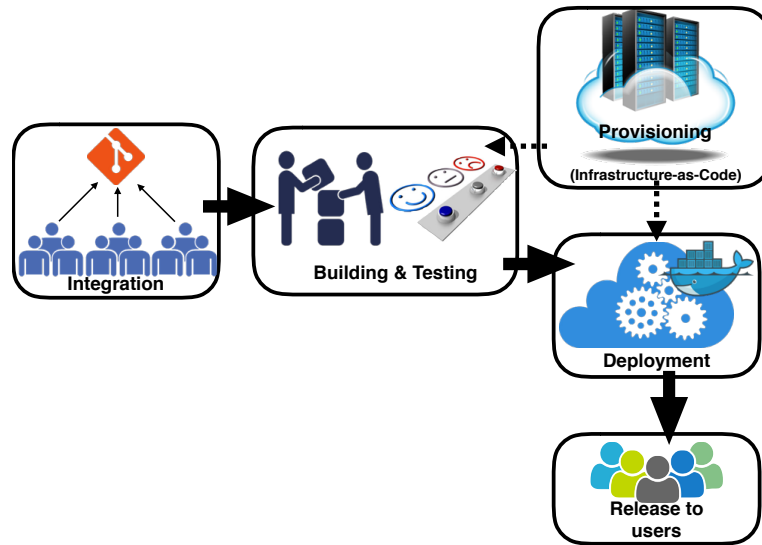 Provisioning
(Infrastructure-as-Code)
Integration
Building & Testing
Deployment
Release to
users